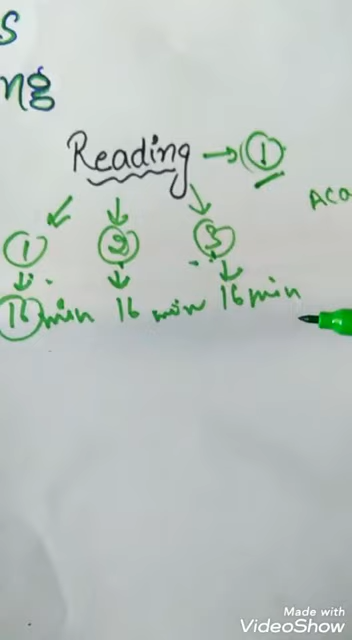 s
ng
Reading → 1
Aca
1 2 3
16 min 16 min 16 min
Made with
VideoShow